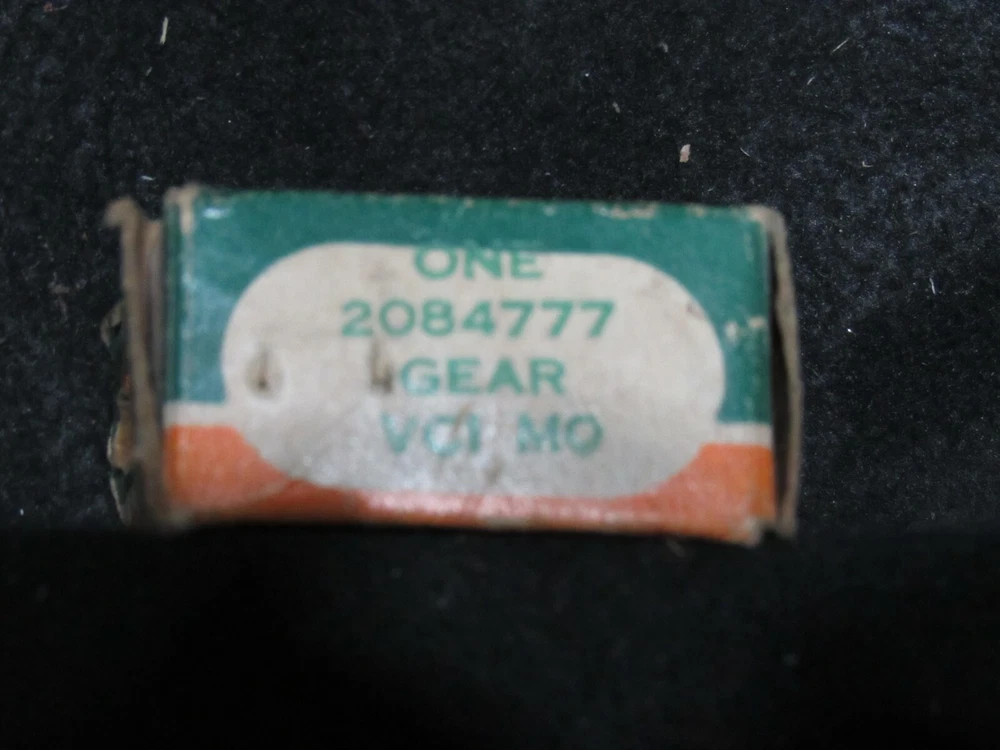 ONE
2084777
GEAR
VCI MO